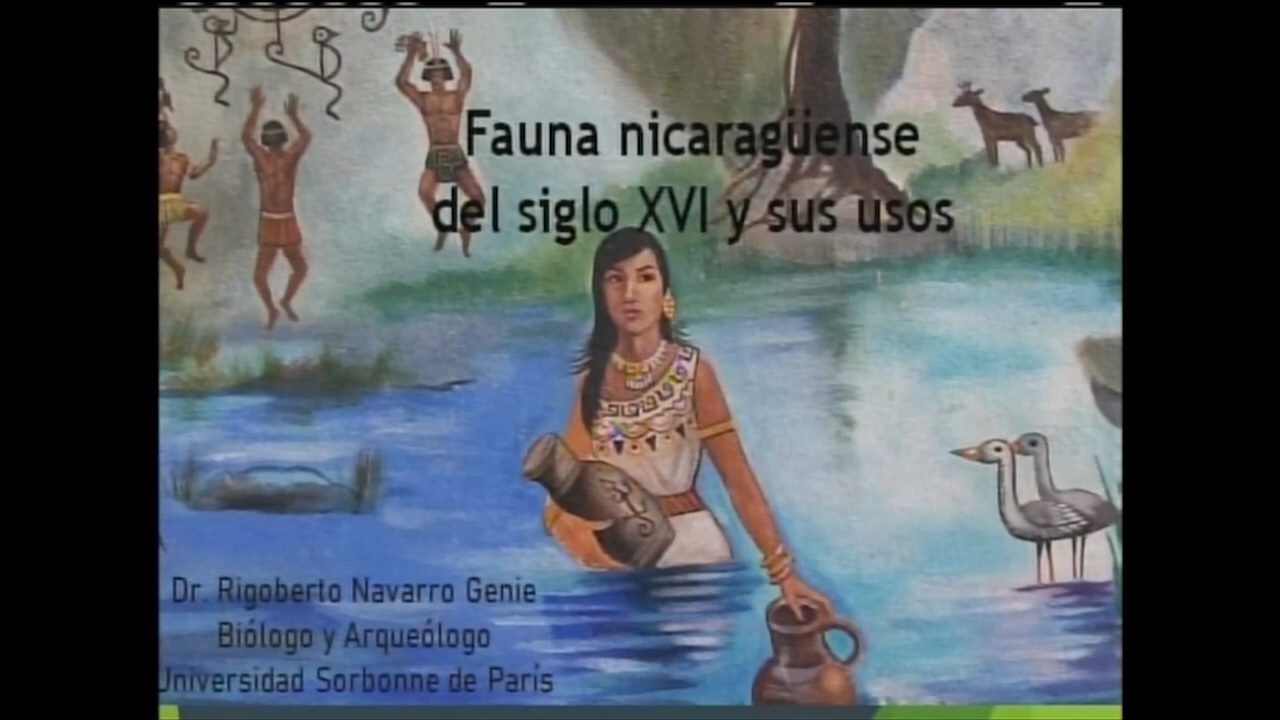 Fauna nicaragüense
del siglo XVI y sus usos
Dr. Rigoberto Navarro Genie
Biólogo y Arqueólogo
Universidad Sorbonne de París